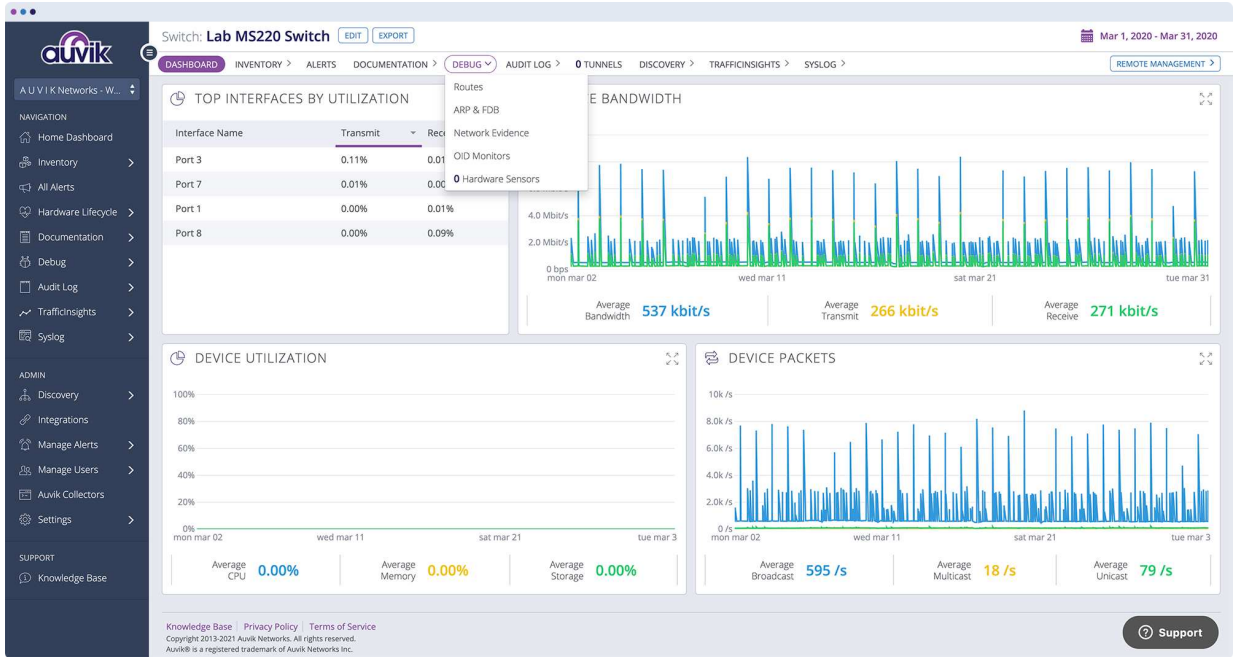 auvik
Switch: Lab MS220 Switch EDIT EXPORT
Mar 1, 2020 - Mar 31, 2020
DASHBOARD INVENTORY ALERTS DOCUMENTATION DEBUG AUDIT LOG 0 TUNNELS DISCOVERY TRAFFICINSIGHTS SYSLOG REMOTE MANAGEMENT
A U V I K Networks - W...
NAVIGATION
Home Dashboard
Inventory
All Alerts
Hardware Lifecycle
Documentation
Debug
Audit Log
TrafficInsights
Syslog
ADMIN
Discovery
Integrations
Manage Alerts
Manage Users
Auvik Collectors
Settings
SUPPORT
Knowledge Base
Routes
ARP & FDB
Network Evidence
OID Monitors
0 Hardware Sensors
TOP INTERFACES BY UTILIZATION
Interface Name Transmit
Port 3 0.11%
Port 7 0.01%
Port 1 0.00% 0.01%
Port 8 0.00% 0.09%
BANDWIDTH
4.0 Mbit/s
2.0 Mbit/s
0 bps
mon mar 02 wed mar 11 sat mar 21 tue mar 31
Average Bandwidth 537 kbit/s
Average Transmit 266 kbit/s
Average Receive 271 kbit/s
DEVICE UTILIZATION
100%
80%
60%
40%
20%
0%
mon mar 02 wed mar 11 sat mar 21 tue mar 3
Average CPU 0.00%
Average Memory 0.00%
Average Storage 0.00%
DEVICE PACKETS
10k /s
8.0k /s
6.0k /s
4.0k /s
2.0k /s
0 /s
mon mar 02 wed mar 11 sat mar 21 tue mar 3
Average Broadcast 595 /s
Average Multicast 18 /s
Average Unicast 79 /s
Knowledge Base Privacy Policy Terms of Service
Copyright 2013-2021 Auvik Networks. All rights reserved.
Auvik® is a registered trademark of Auvik Networks Inc.
Support